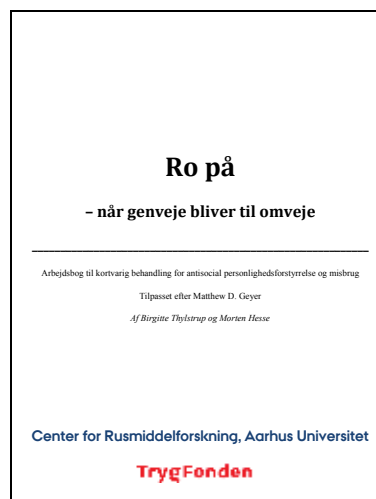 Ro på
– når genveje bliver til omveje
Arbejdsbog til kortvarig behandling for antisocial personlighedsforstyrrelse og misbrug
Tilpasset efter Matthew D. Geyer
Af Birgitte Thylstrup og Morten Hesse
Center for Rusmiddelforskning, Aarhus Universitet
TrygFonden